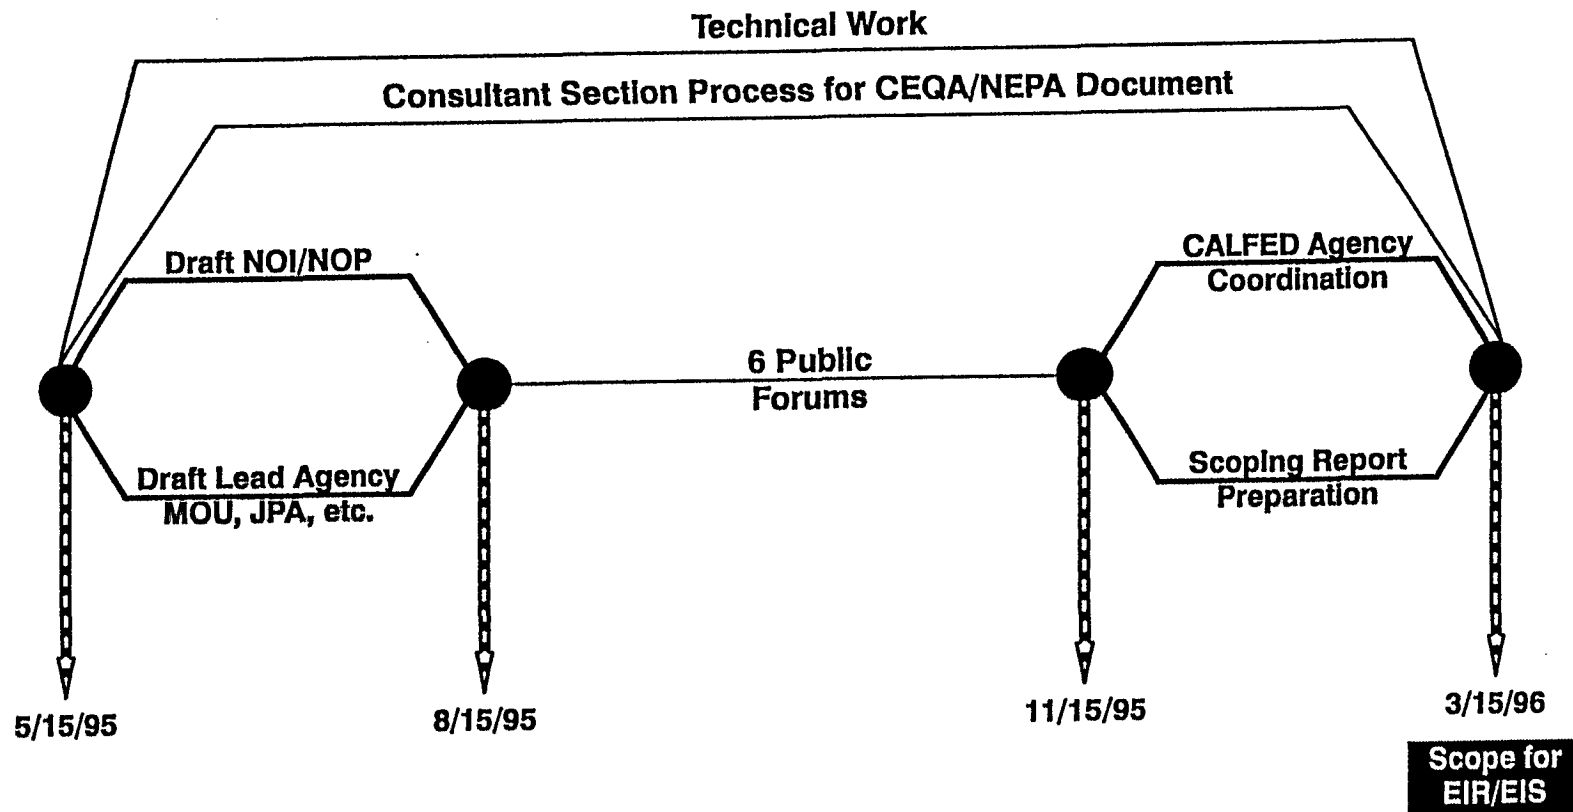 Technical Work
Consultant Section Process for CEQA/NEPA Document
Draft NOI/NOP
CALFED Agency
Coordination
6 Public
Forums
Draft Lead Agency
MOU, JPA, etc.
Scoping Report
Preparation
5/15/95
8/15/95
11/15/95
3/15/96
Scope for
EIR/EIS